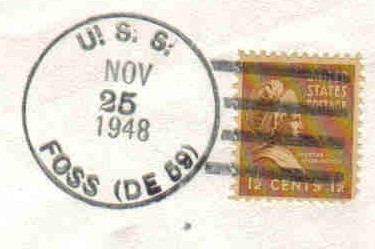 U. S. S.
NOV
25
1948
FOSS (DE 59)
UNITED
STATES
POSTAGE
12 CENTS 12